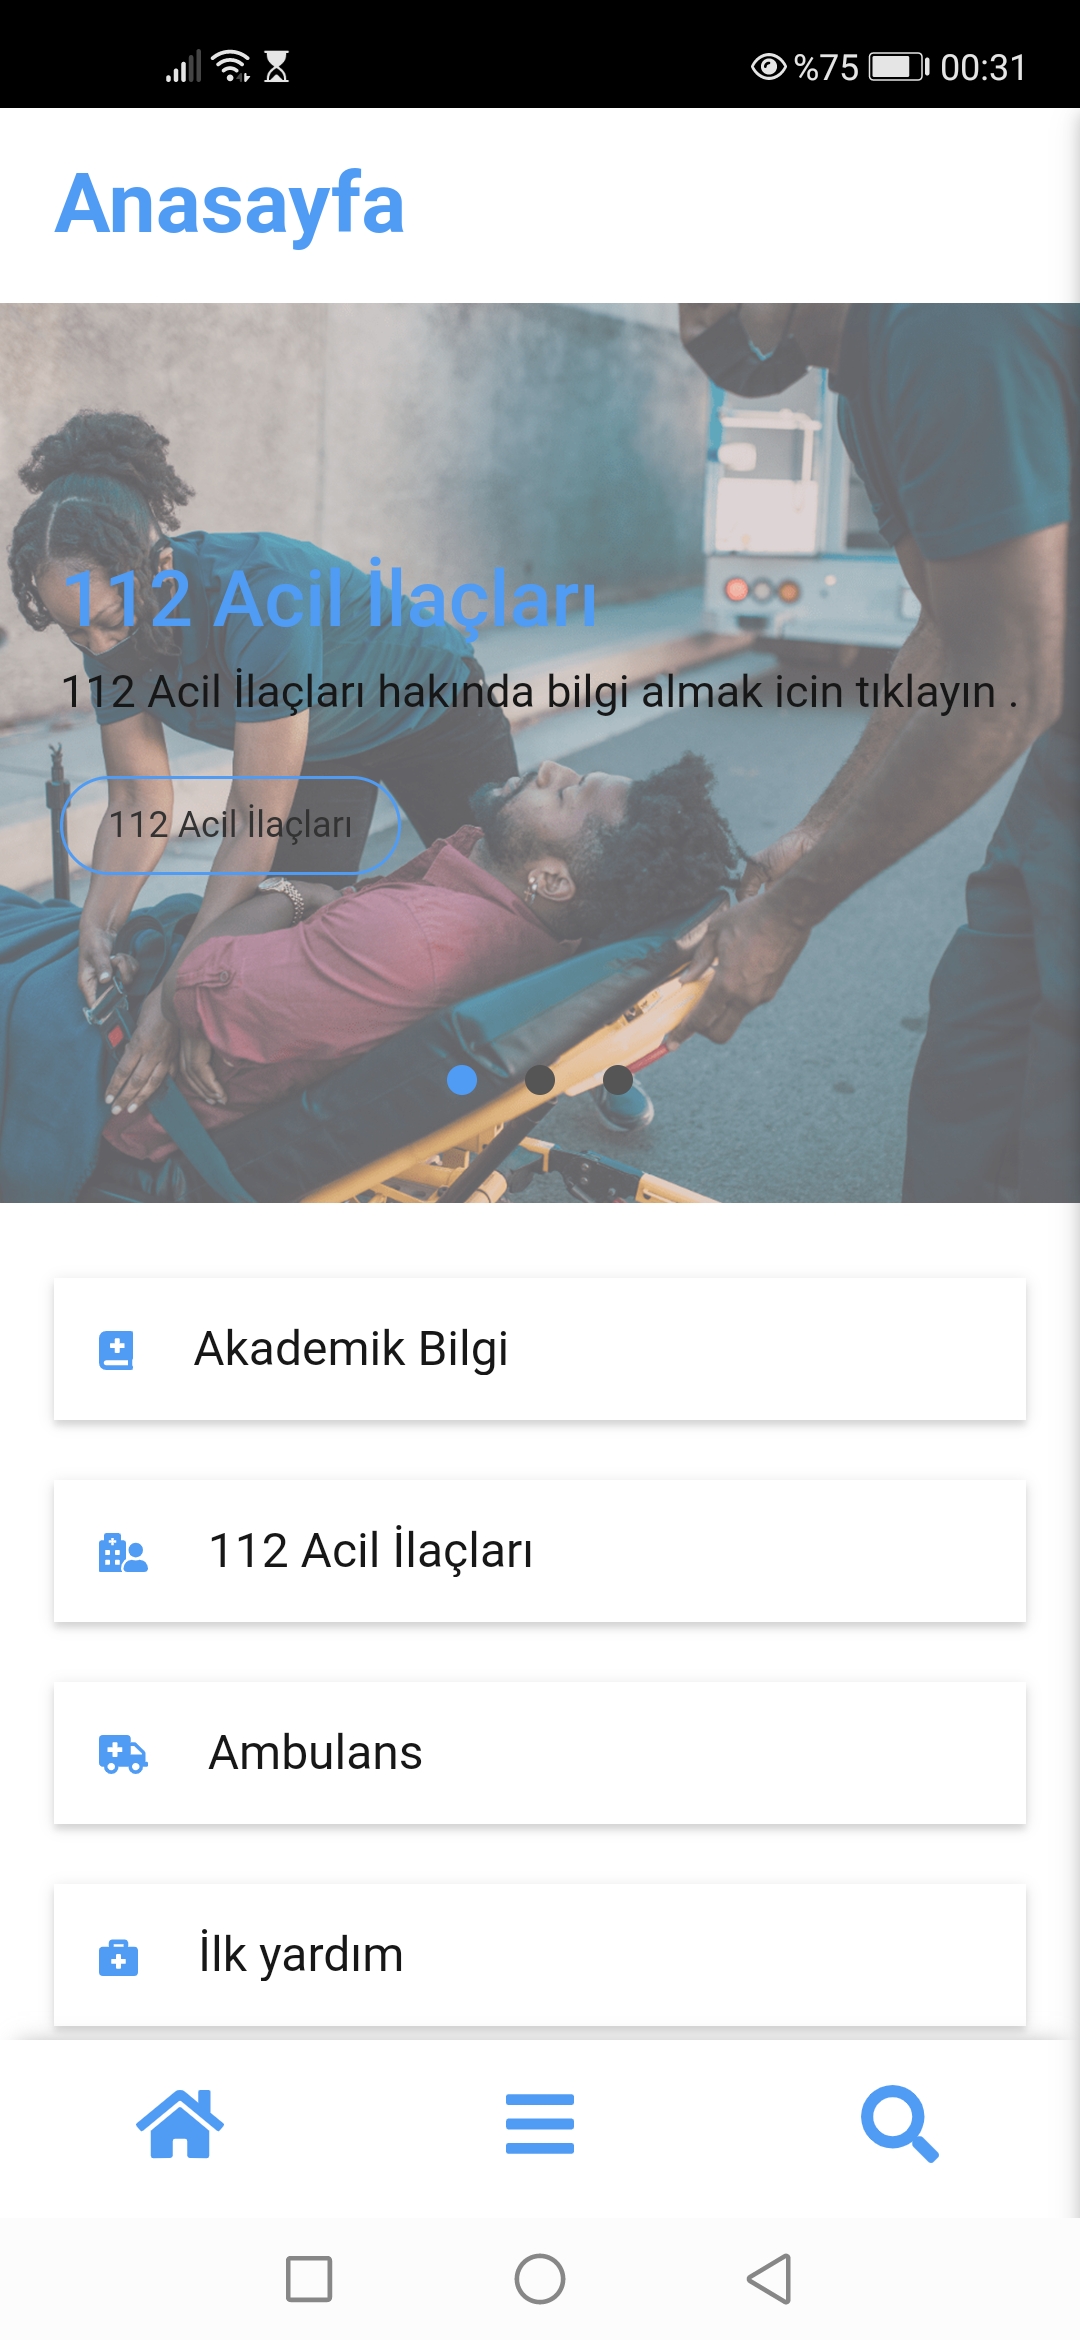 %75 00:31
Anasayfa
112 Acil İlaçları
112 Acil İlaçları hakında bilgi almak icin tıklayın .
112 Acil İlaçları
Akademik Bilgi
112 Acil İlaçları
Ambulans
İlk yardım